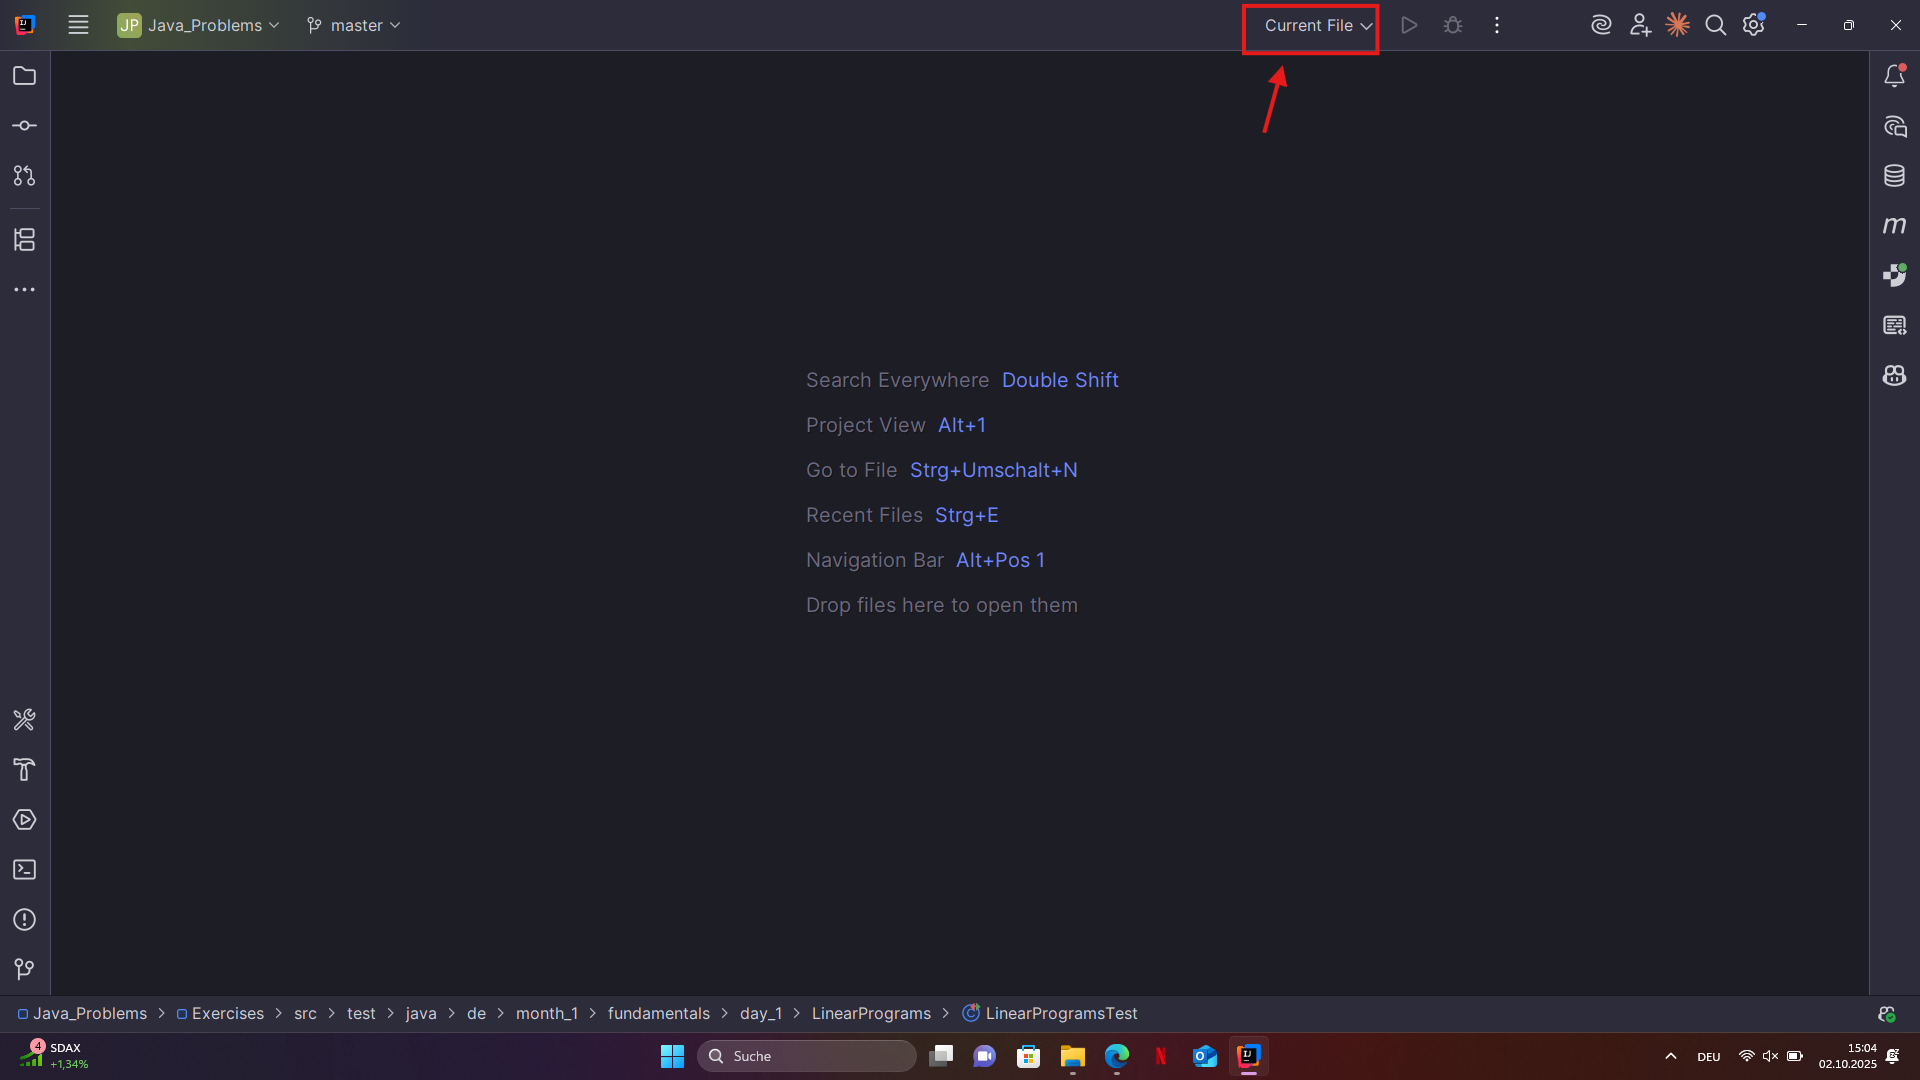 JP Java_Problems
master
Current File
Search Everywhere Double Shift
Project View Alt+1
Go to File Strg+Umschalt+N
Recent Files Strg+E
Navigation Bar Alt+Pos 1
Drop files here to open them
m
Java_Problems > Exercises > src > test > java > de > month_1 > fundamentals > day_1 > LinearPrograms > LinearProgramsTest
4
SDAX
+1,34%
Suche
DEU
15:04
02.10.2025